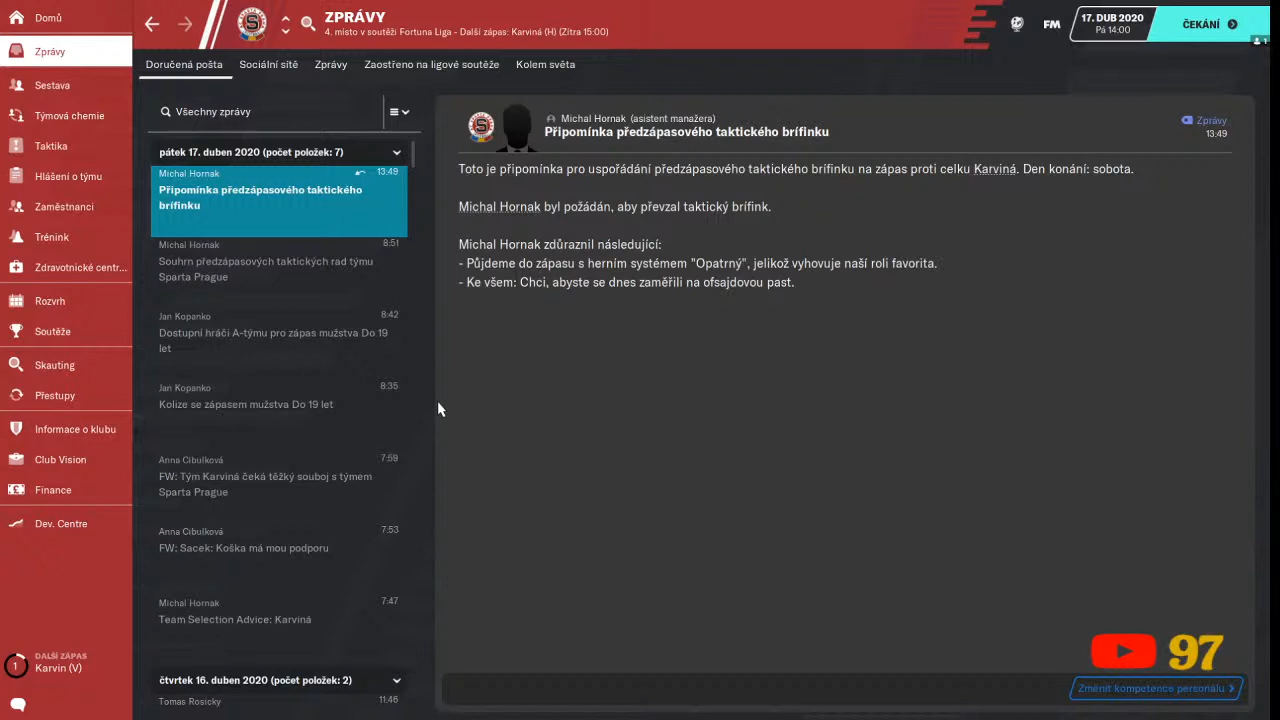 Domů
Zprávy
Sestava
Týmová chemie
Taktika
Hlášení o týmu
Zaměstnanci
Trénink
Zdravotnické centr...
Rozvrh
Soutěže
Skauting
Přestupy
Informace o klubu
Club Vision
Finance
Dev. Centre
1
DALŠÍ ZÁPAS
Karvin (V)
ZPRÁVY
4. místo v soutěži Fortuna Liga - Další zápas: Karviná (H) (Zítra 15:00)
FM
17. DUB 2020
Pá 14:00
ČEKÁNÍ
1
Doručená pošta
Sociální sítě
Zprávy
Zaostřeno na ligové soutěže
Kolem světa
Všechny zprávy
pátek 17. duben 2020 (počet položek: 7)
Michal Hornak 13:49
Připomínka předzápasového taktického
brífinku
Michal Hornak 8:51
Souhrn předzápasových taktických rad týmu
Sparta Prague
Jan Kopanko 8:42
Dostupní hráči A-týmu pro zápas mužstva Do 19
let
Jan Kopanko 8:35
Kolize se zápasem mužstva Do 19 let
Anna Cibulková 7:59
FW: Tým Karviná čeká těžký souboj s týmem
Sparta Prague
Anna Cibulková 7:53
FW: Sacek: Koška má mou podporu
Michal Hornak 7:47
Team Selection Advice: Karviná
čtvrtek 16. duben 2020 (počet položek: 2)
Tomas Rosicky 11:46
Michal Hornak (asistent manažera)
Připomínka předzápasového taktického brífinku
Zprávy
13:49
Toto je připomínka pro uspořádání předzápasového taktického brífinku na zápas proti celku Karviná. Den konání: sobota.
Michal Hornak byl požádán, aby převzal taktický brífink.
Michal Hornak zdůraznil následující:
- Půjdeme do zápasu s herním systémem "Opatrný", jelikož vyhovuje naší roli favorita.
- Ke všem: Chci, abyste se dnes zaměřili na ofsajdovou past.
97
Změnit kompetence personálu